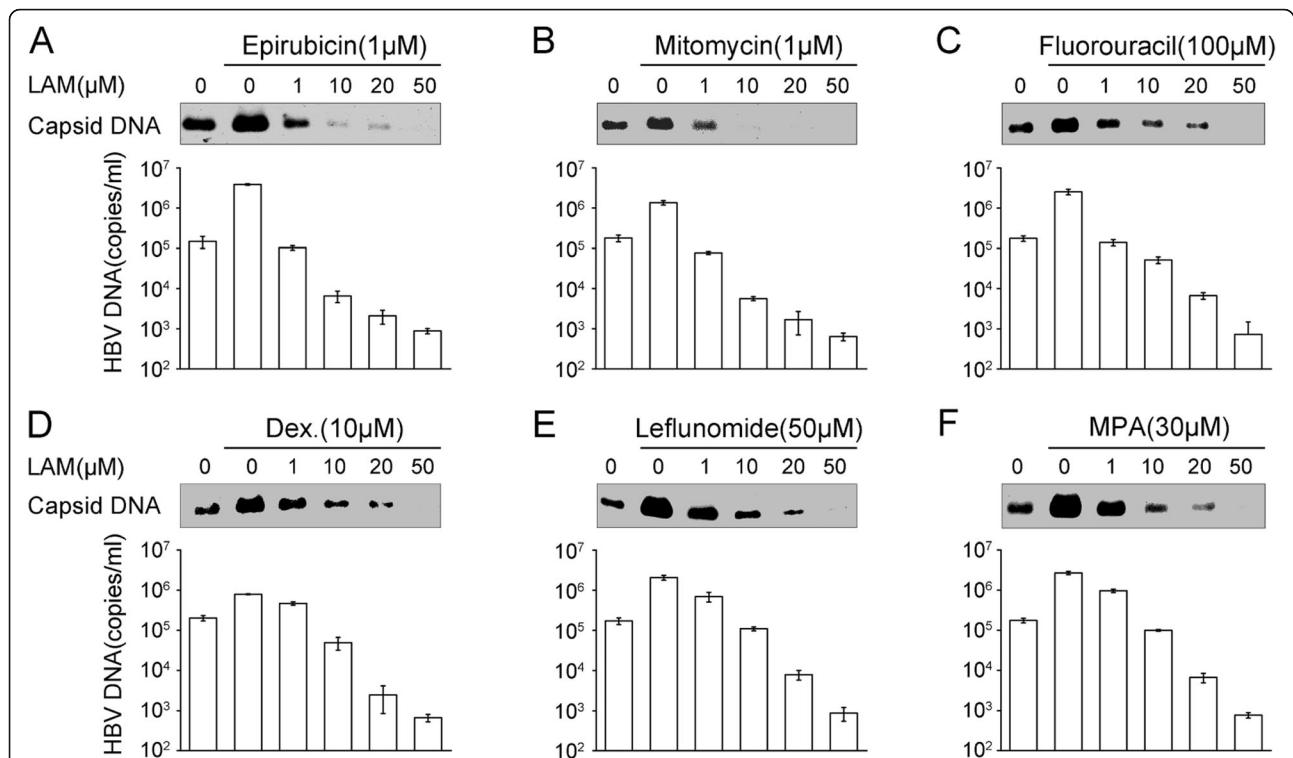 A
Epirubicin(1µM)
LAM(µM) 0 0 1 10 20 50
Capsid DNA
HBV DNA(copies/ml)
10⁷
10⁶
10⁵
10⁴
10³
10²
B
Mitomycin(1µM)
0 0 1 10 20 50
10⁷
10⁶
10⁵
10⁴
10³
10²
C
Fluorouracil(100µM)
0 0 1 10 20 50
10⁷
10⁶
10⁵
10⁴
10³
10²
D
Dex.(10µM)
LAM(µM) 0 0 1 10 20 50
Capsid DNA
HBV DNA(copies/ml)
10⁷
10⁶
10⁵
10⁴
10³
10²
E
Leflunomide(50µM)
0 0 1 10 20 50
10⁷
10⁶
10⁵
10⁴
10³
10²
F
MPA(30µM)
0 0 1 10 20 50
10⁷
10⁶
10⁵
10⁴
10³
10²